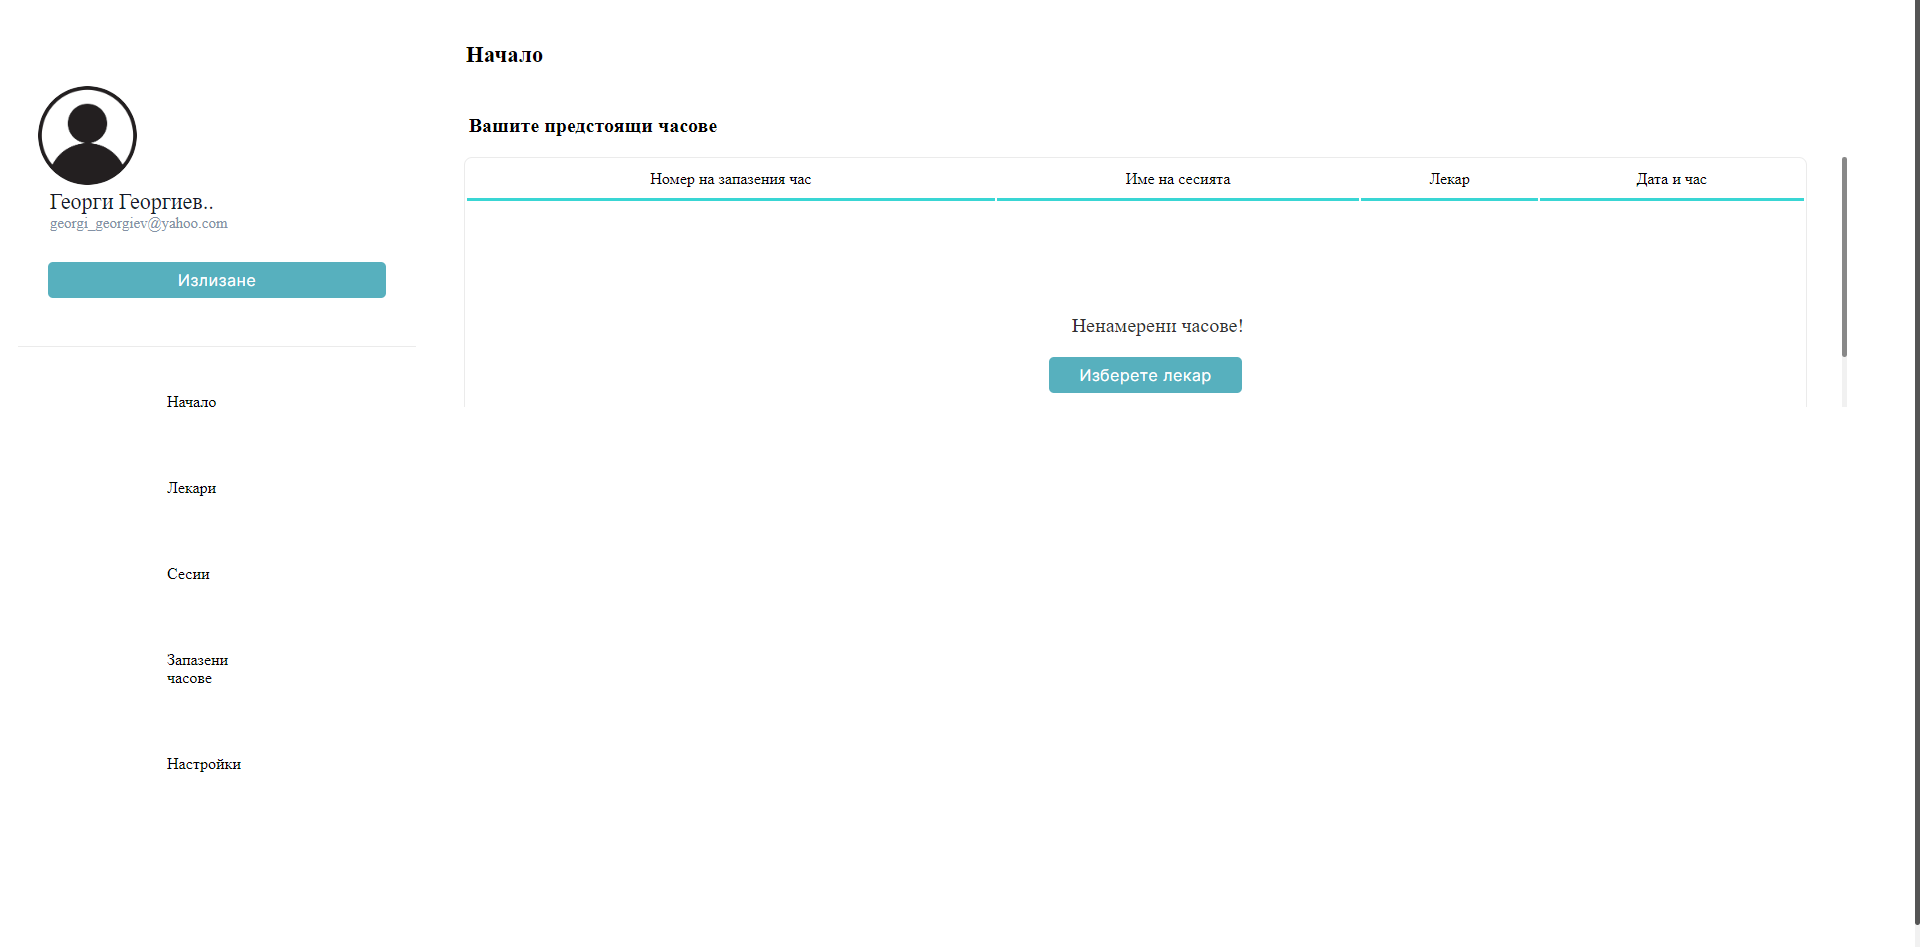 Георги Георгиев..
georgi_georgiev@yahoo.com
Излизане
Начало
Лекари
Сесии
Запазени
часове
Настройки
Начало
Вашите предстоящи часове
Номер на запазения час Име на сесията Лекар Дата и час
Ненамерени часове!
Изберете лекар